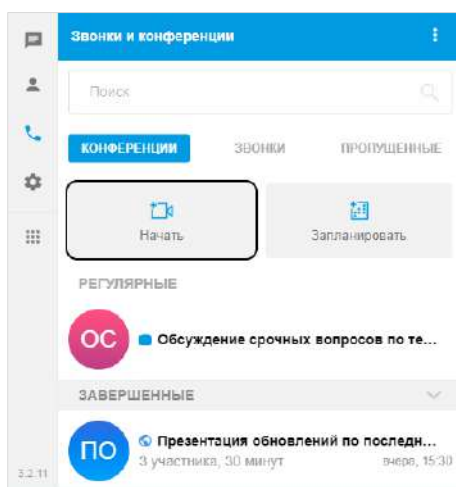 Звонки и конференции
Поиск
КОНФЕРЕНЦИИ ЗВОНКИ ПРОПУЩЕННЫЕ
Начать Запланировать
РЕГУЛЯРНЫЕ
ОС Обсуждение срочных вопросов по те...
ЗАВЕРШЕННЫЕ
ПО Презентация обновлений по последн...
3 участника, 30 минут вчера, 15:30
3.2.11